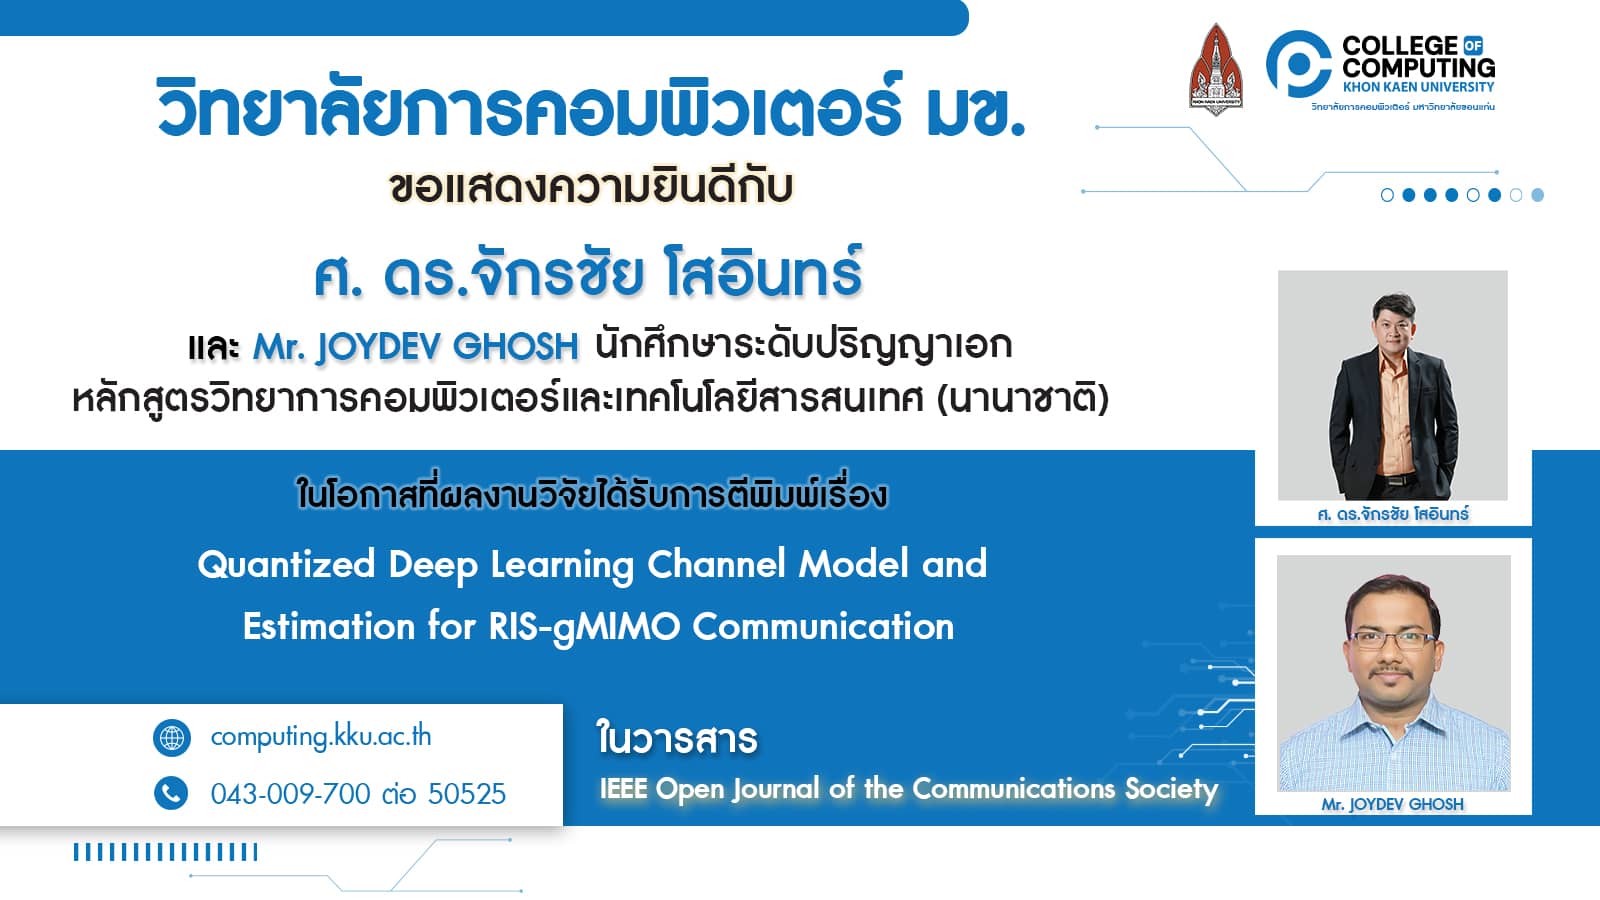 KHON KAEN UNIVERSITY
COLLEGE OF
COMPUTING
KHON KAEN UNIVERSITY
วิทยาลัยการคอมพิวเตอร์ มหาวิทยาลัยขอนแก่น
วิทยาลัยการคอมพิวเตอร์ มข.
ขอแสดงความยินดีกับ
ศ. ดร.จักรชัย โสอินทร์
และ Mr. JOYDEV GHOSH นักศึกษาระดับปริญญาเอก
หลักสูตรวิทยาการคอมพิวเตอร์และเทคโนโลยีสารสนเทศ (นานาชาติ)
ในโอกาสที่ผลงานวิจัยได้รับการตีพิมพ์เรื่อง
Quantized Deep Learning Channel Model and
Estimation for RIS-gMIMO Communication
ในวารสาร
IEEE Open Journal of the Communications Society
computing.kku.ac.th
043-009-700 ต่อ 50525
ศ. ดร.จักรชัย โสอินทร์
Mr. JOYDEV GHOSH